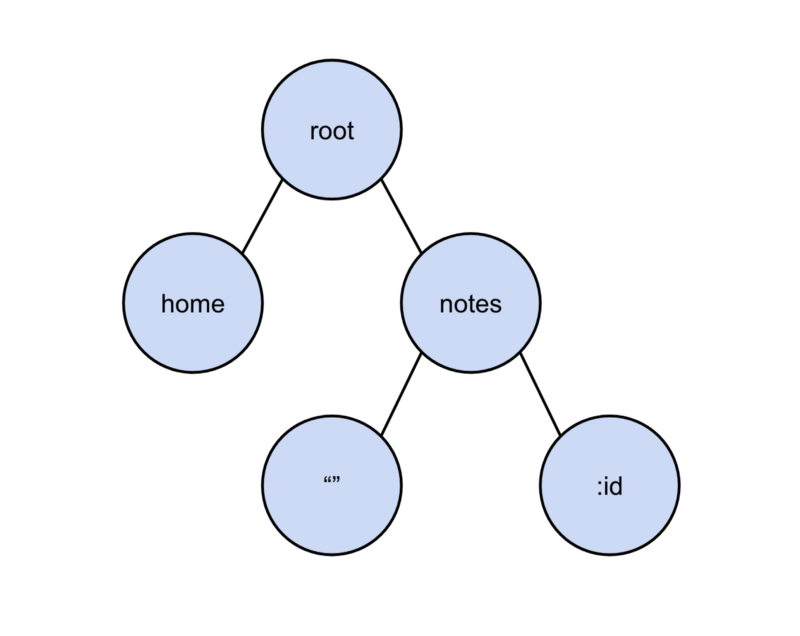 root
home
notes
“”
:id